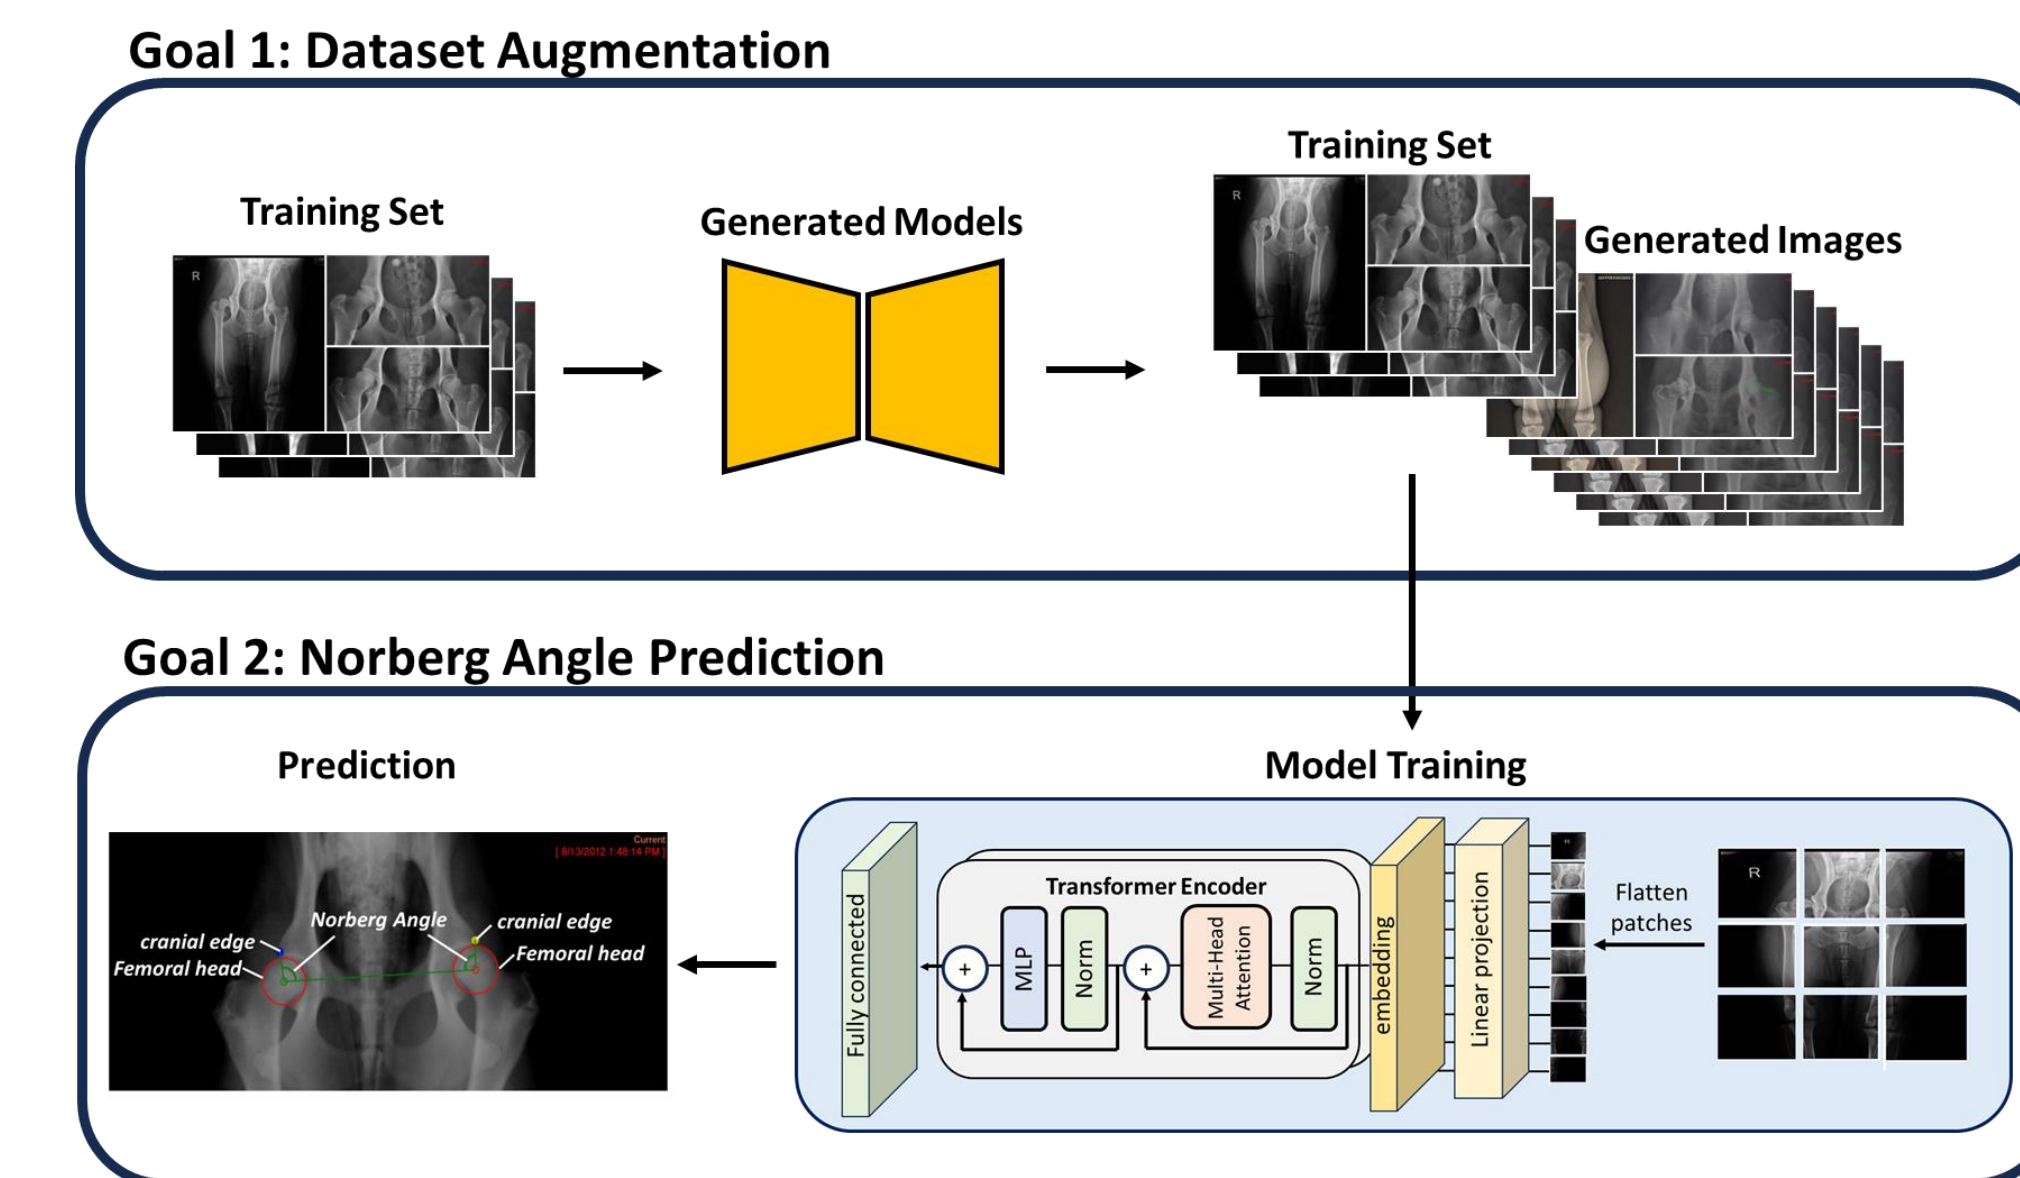 Goal 1: Dataset Augmentation
Training Set
R
Generated Models
Training Set
R
Generated Images
Goal 2: Norberg Angle Prediction
Prediction
Current
[ 8/13/2012 1:48:14 PM ]
Norberg Angle
cranial edge
Femoral head
cranial edge
Femoral head
Model Training
Fully connected
Transformer Encoder
+
MLP
Norm
+
Multi-Head
Attention
Norm
embedding
Linear projection
Flatten
patches
R